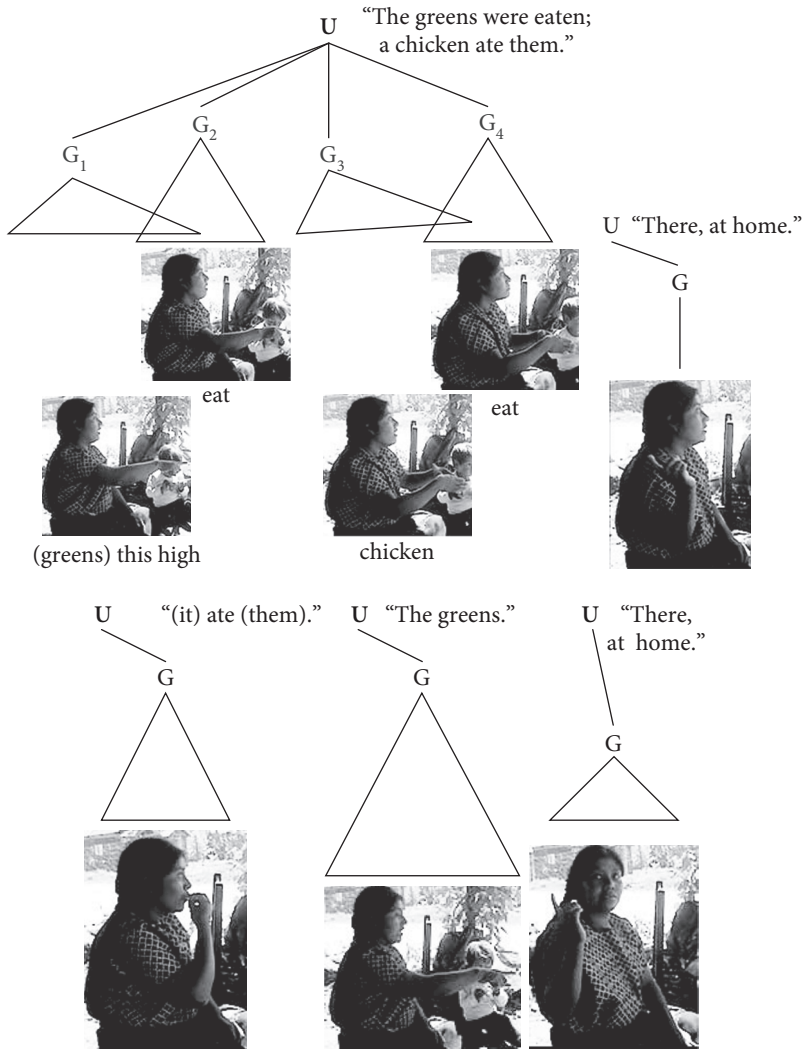 U “The greens were eaten;
a chicken ate them.”
G1
G2
G3
G4
eat
eat
(greens) this high
chicken
U “There, at home.”
G
U “(it) ate (them).”
G
U “The greens.”
G
U “There,
at home.”
G